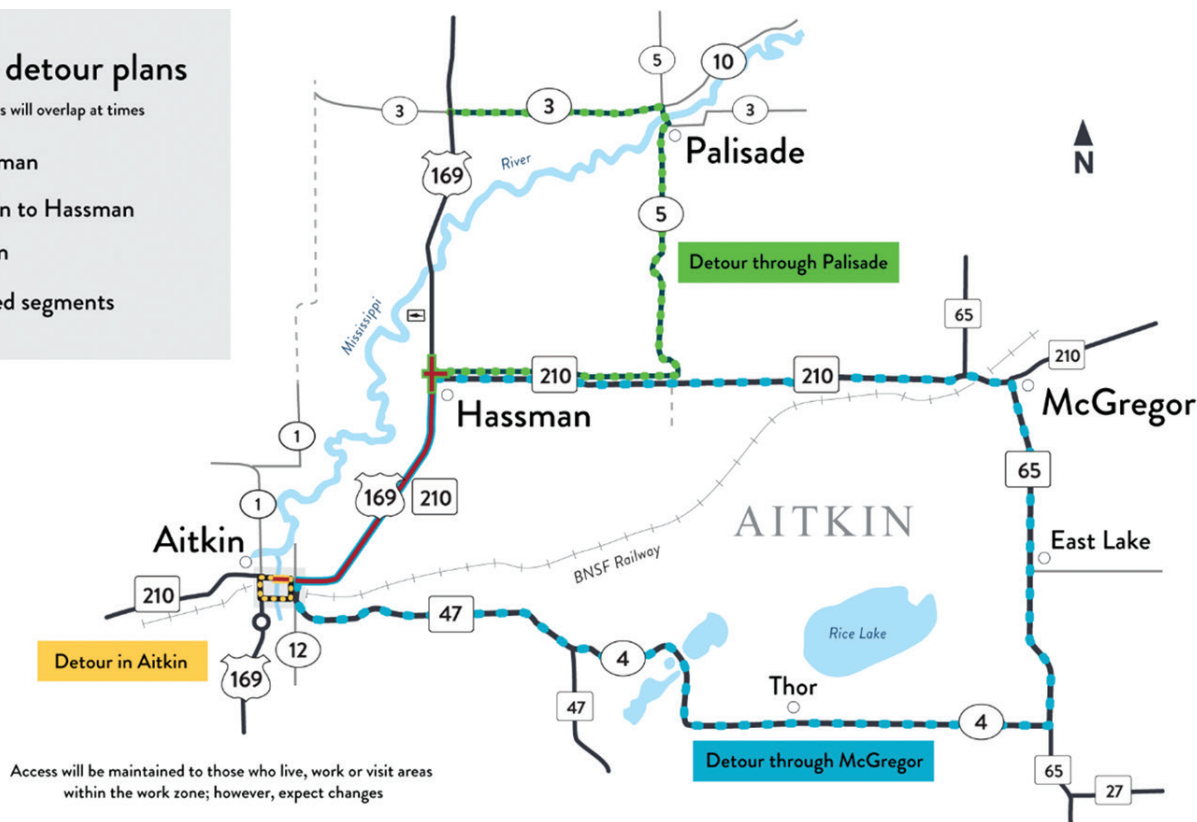 detour plans
s will overlap at times
man
n to Hassman
n
ed segments
5
10
3
3
3
Palisade
169
River
N
5
Detour through Palisade
Mississippi
65
210
210
210
McGregor
Hassman
1
65
169
210
1
AITKIN
Aitkin
East Lake
BNSF Railway
210
47
Rice Lake
Detour in Aitkin
12
4
169
Thor
47
4
Detour through McGregor
65
27
Access will be maintained to those who live, work or visit areas
within the work zone; however, expect changes